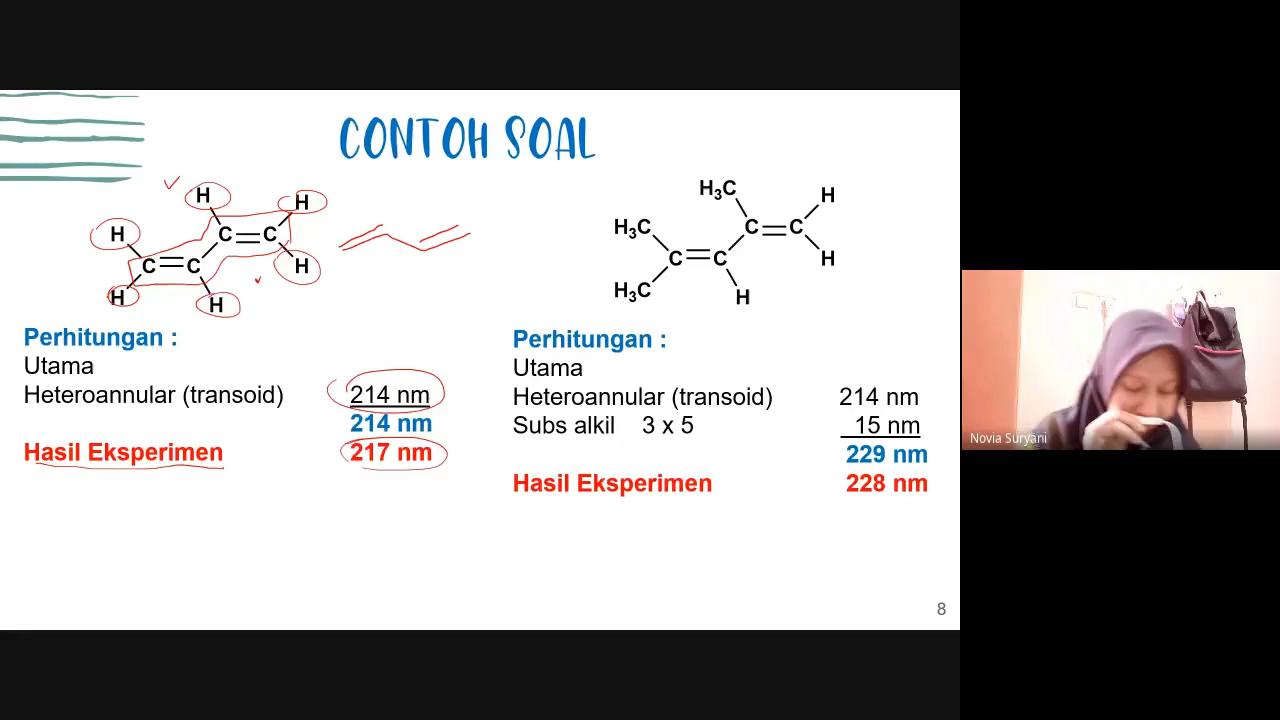 CONTOH SOAL
H
H
H
C = C
C = C
H
H
H
Perhitungan :
Utama
Heteroannular (transoid) 214 nm
214 nm
Hasil Eksperimen 217 nm
H₃C
H
H₃C
C = C
C = C
H
H₃C
H
Perhitungan :
Utama
Heteroannular (transoid) 214 nm
Subs alkil 3 x 5 15 nm
229 nm
Hasil Eksperimen 228 nm
8
Novia Suryani